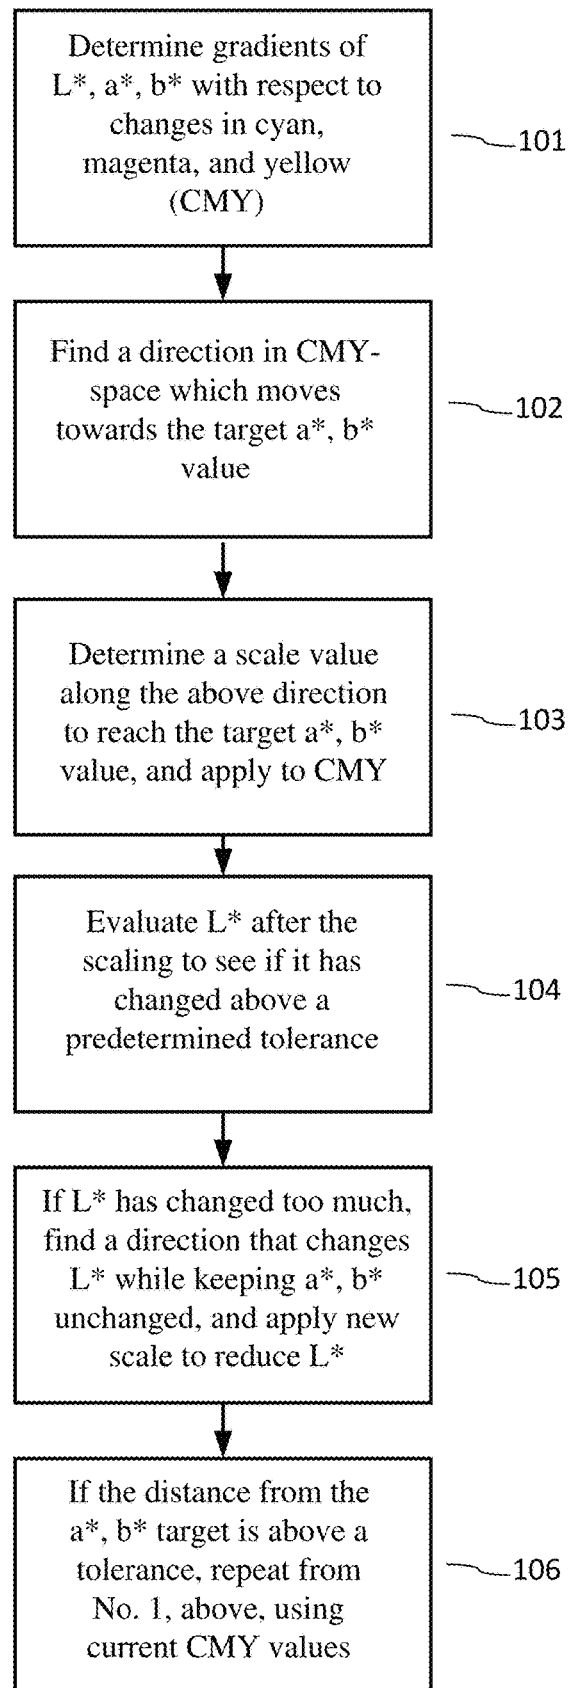 Determine gradients of
L*, a*, b* with respect to
changes in cyan,
magenta, and yellow
(CMY)
101
Find a direction in CMY-
space which moves
towards the target a*, b*
value
102
Determine a scale value
along the above direction
to reach the target a*, b*
value, and apply to CMY
103
Evaluate L* after the
scaling to see if it has
changed above a
predetermined tolerance
104
If L* has changed too much,
find a direction that changes
L* while keeping a*, b*
unchanged, and apply new
scale to reduce L*
105
If the distance from the
a*, b* target is above a
tolerance, repeat from
No. 1, above, using
current CMY values
106